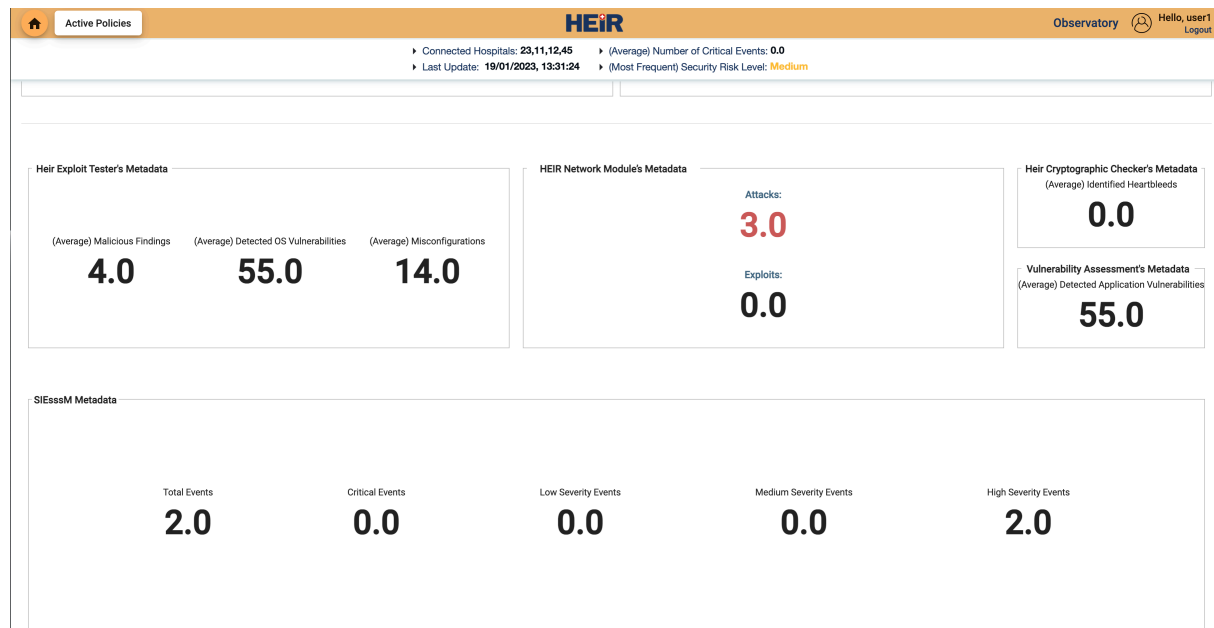 Active Policies
HEiR
Observatory
Hello, user1
Logout
Connected Hospitals: 23,11,12,45
(Average) Number of Critical Events: 0.0
Last Update: 19/01/2023, 13:31:24
(Most Frequent) Security Risk Level: Medium
Heir Exploit Tester's Metadata
(Average) Malicious Findings
4.0
(Average) Detected OS Vulnerabilities
55.0
(Average) Misconfigurations
14.0
HEIR Network Module's Metadata
Attacks:
3.0
Exploits:
0.0
Heir Cryptographic Checker's Metadata
(Average) Identified Heartbleeds
0.0
Vulnerability Assessment's Metadata
(Average) Detected Application Vulnerabilities
55.0
SIEsssM Metadata
Total Events
2.0
Critical Events
0.0
Low Severity Events
0.0
Medium Severity Events
0.0
High Severity Events
2.0